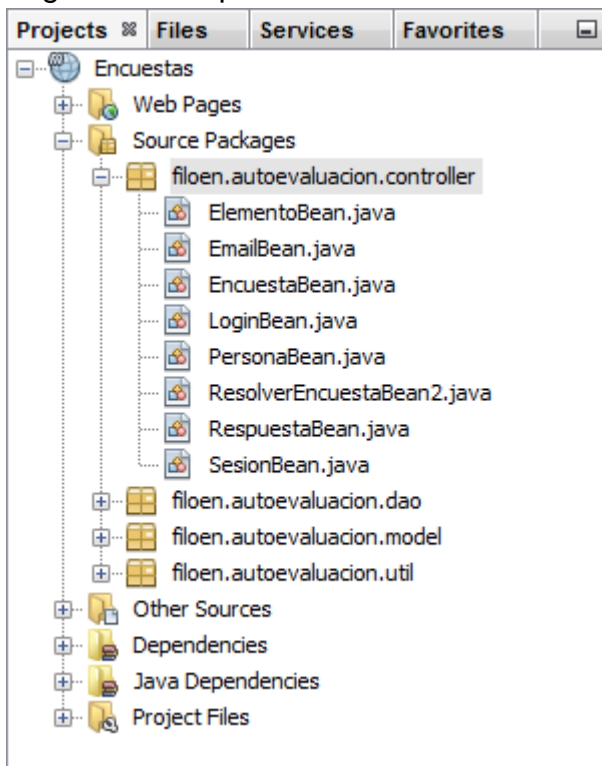 Projects Files Services Favorites
Encuestas
Web Pages
Source Packages
filoen.autoevaluacion.controller
ElementoBean.java
EmailBean.java
EncuestaBean.java
LoginBean.java
PersonaBean.java
ResolverEncuestaBean2.java
RespuestaBean.java
SesionBean.java
filoen.autoevaluacion.dao
filoen.autoevaluacion.model
filoen.autoevaluacion.util
Other Sources
Dependencies
Java Dependencies
Project Files